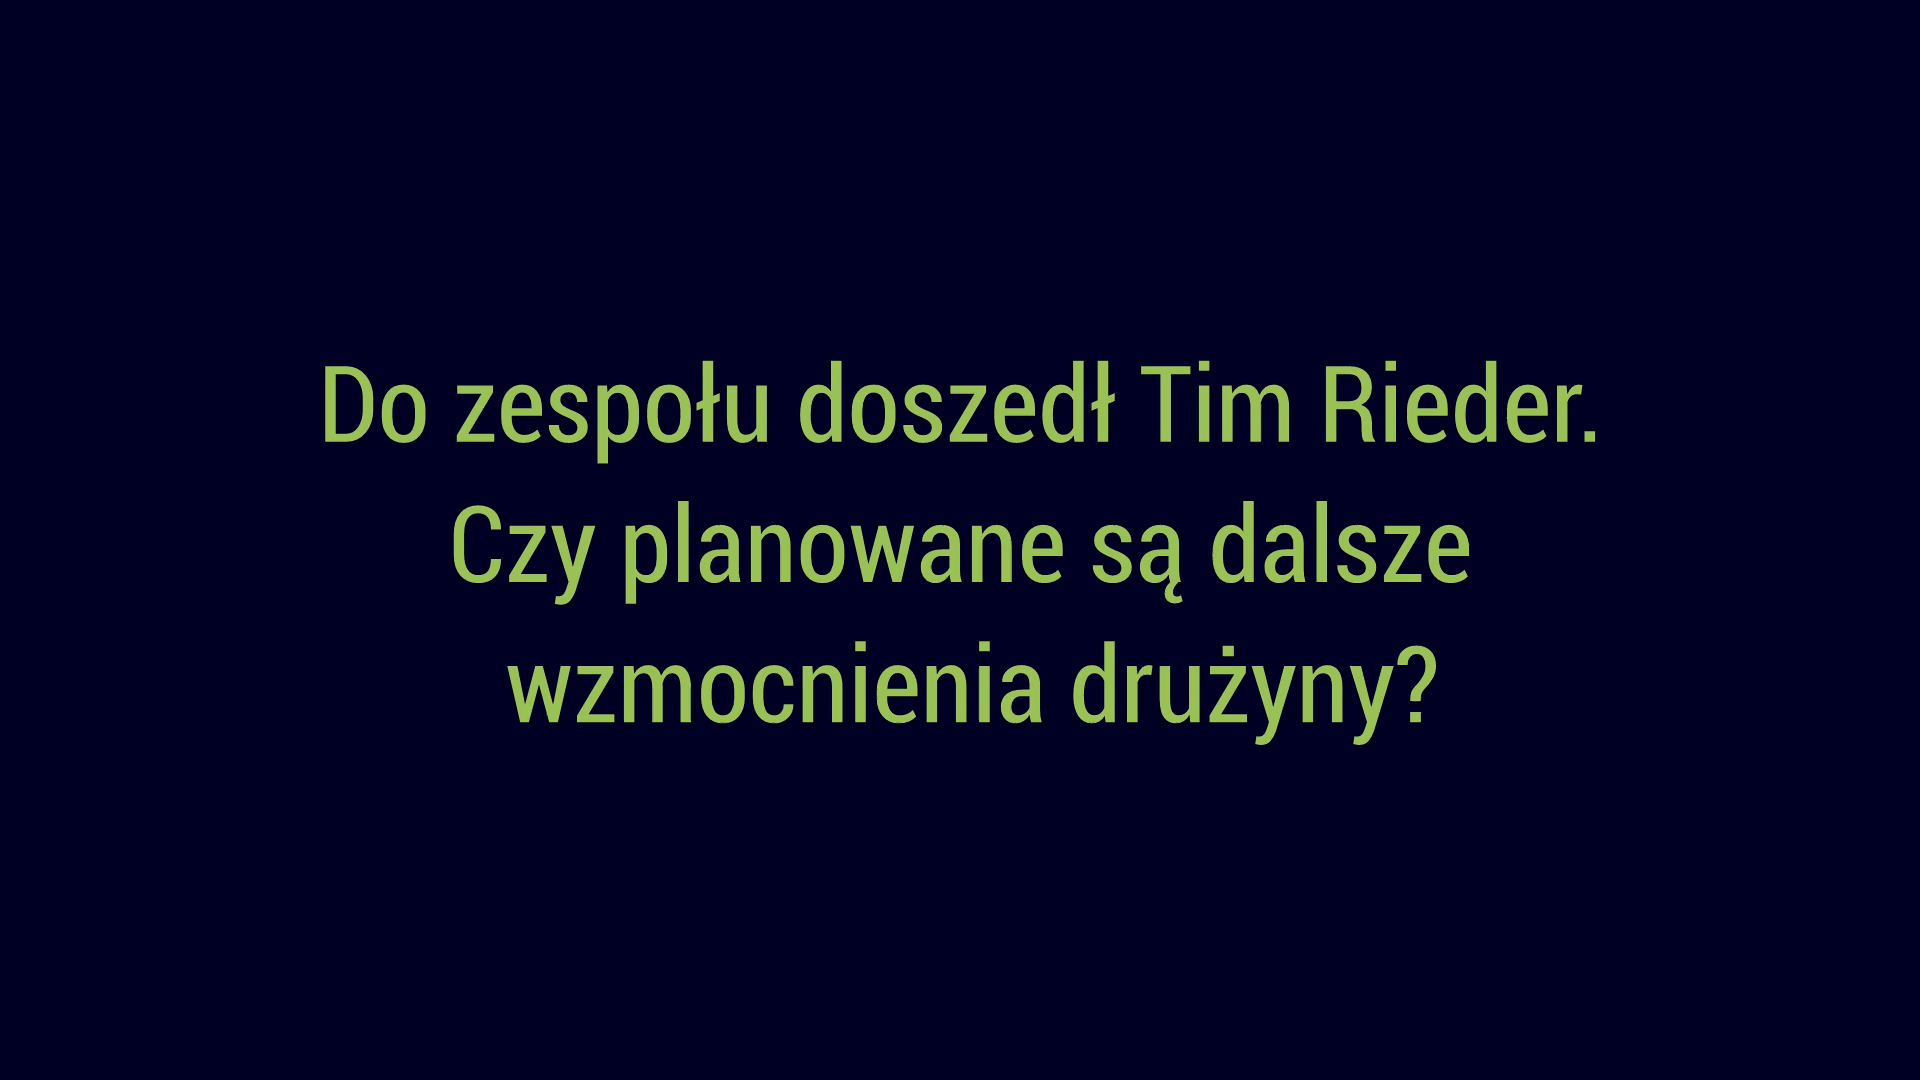 Do zespołu doszedł Tim Rieder.
Czy planowane są dalsze
wzmocnienia drużyny?